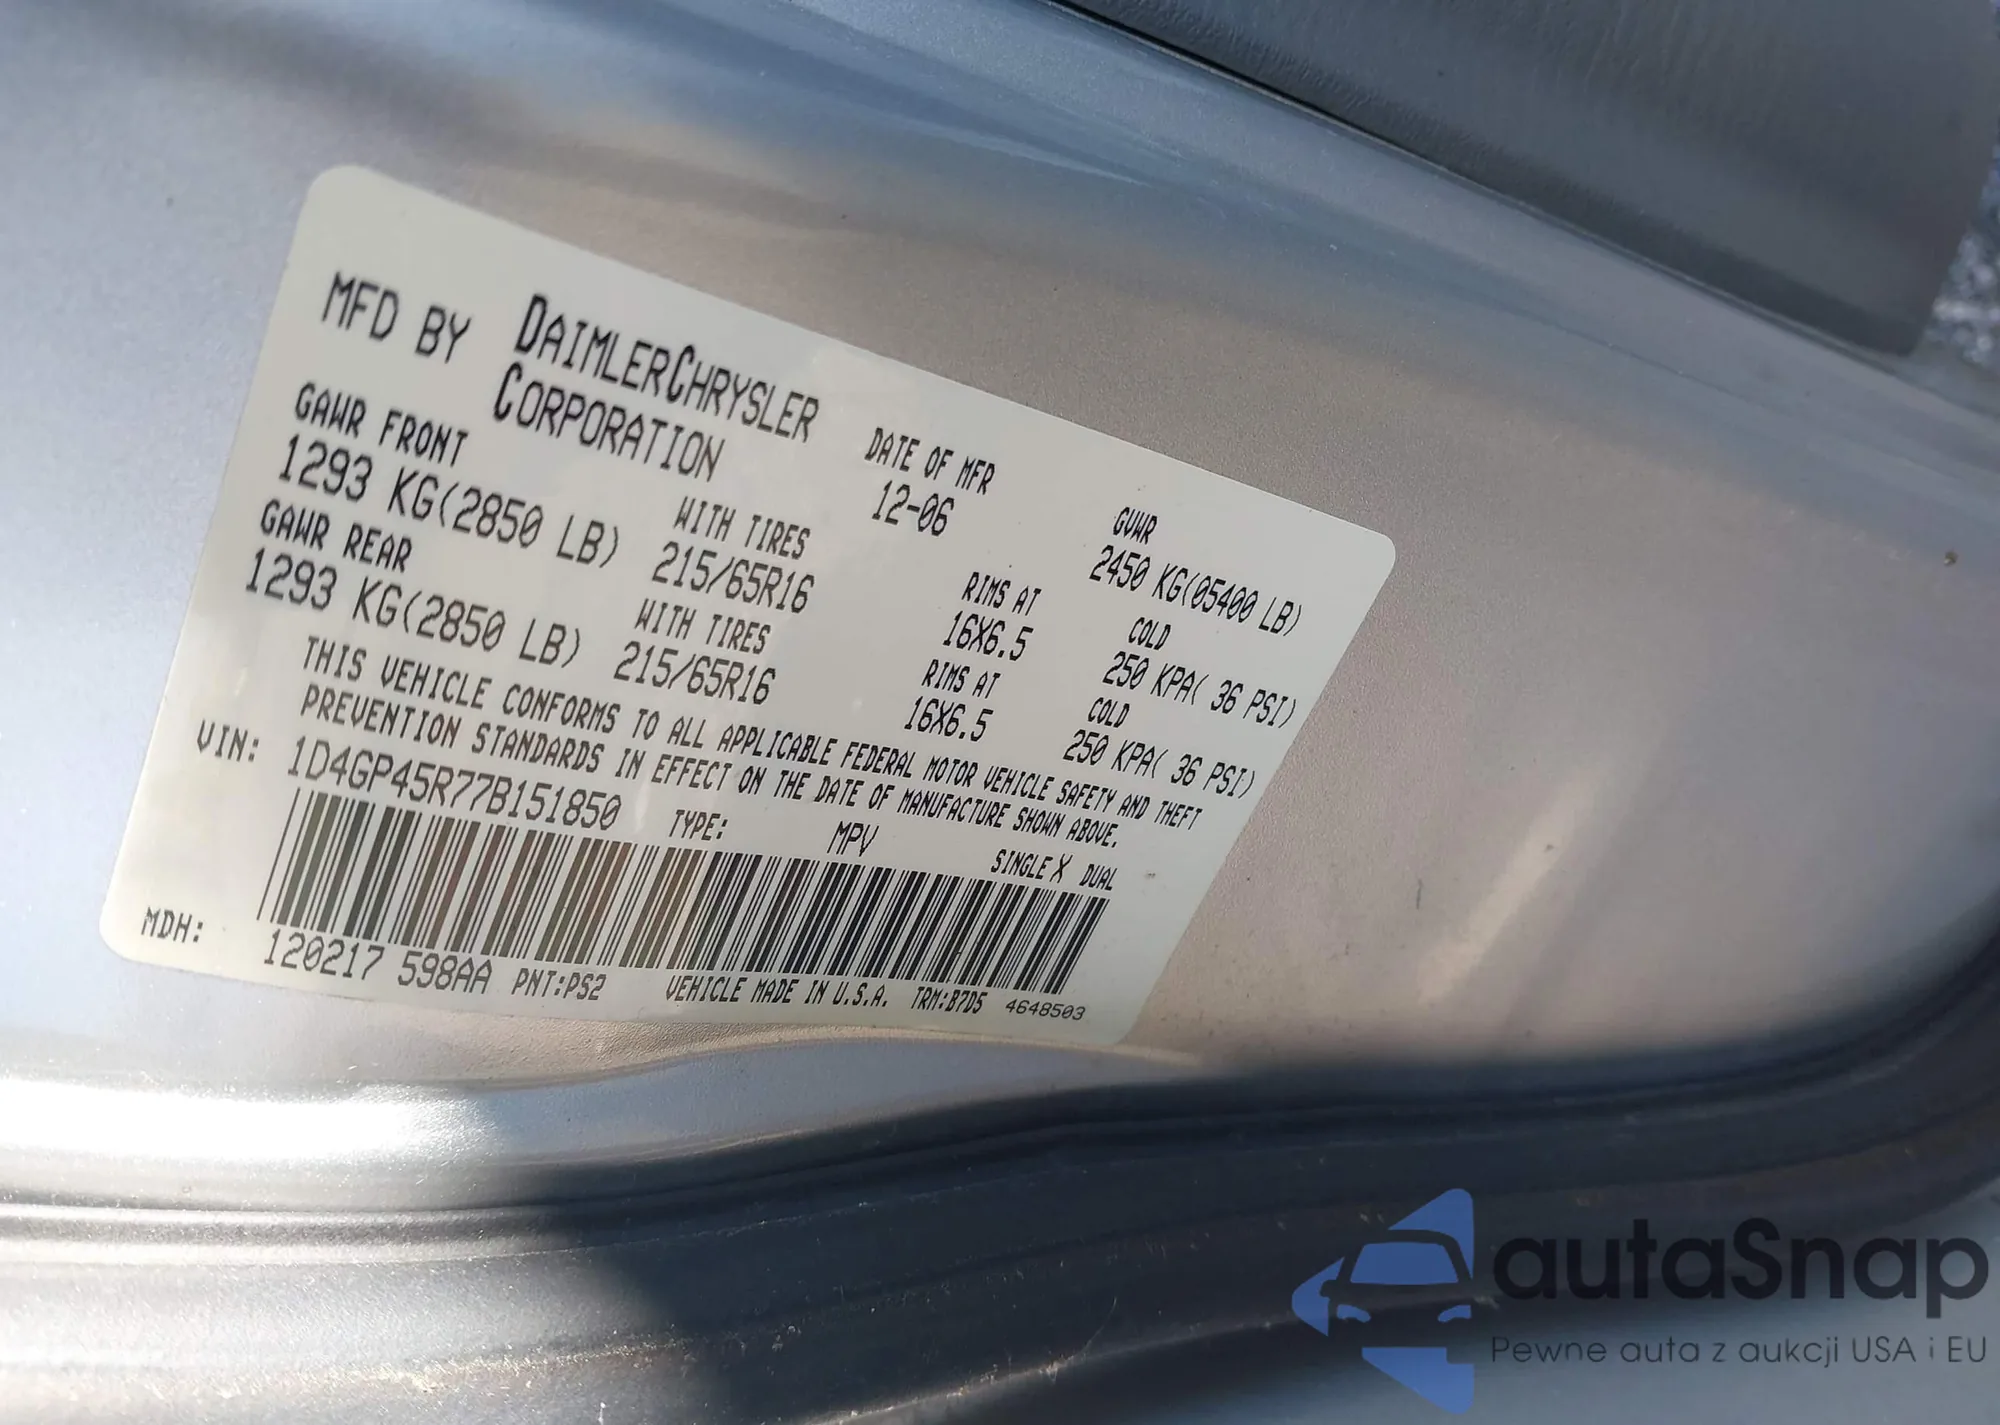 MFD BY DAIMLERCHRYSLER CORPORATION
DATE OF MFR 12-06
GVWR 2450 KG(05400 LB)
GAWR FRONT
1293 KG(2850 LB)
WITH TIRES
215/65R16
RIMS AT
16X6.5
COLD
250 KPA( 36 PSI)
GAWR REAR
1293 KG(2850 LB)
WITH TIRES
215/65R16
RIMS AT
16X6.5
COLD
250 KPA( 36 PSI)
THIS VEHICLE CONFORMS TO ALL APPLICABLE FEDERAL MOTOR VEHICLE SAFETY AND THEFT
PREVENTION STANDARDS IN EFFECT ON THE DATE OF MANUFACTURE SHOWN ABOVE.
VIN: 1D4GP45R77B151850 TYPE: MPV SINGLE X DUAL
MDH: 120217 598AA PNT:PS2 VEHICLE MADE IN U.S.A. TRM:B7D5 4648503
autaSnap
Pewne auta z aukcji USA i EU